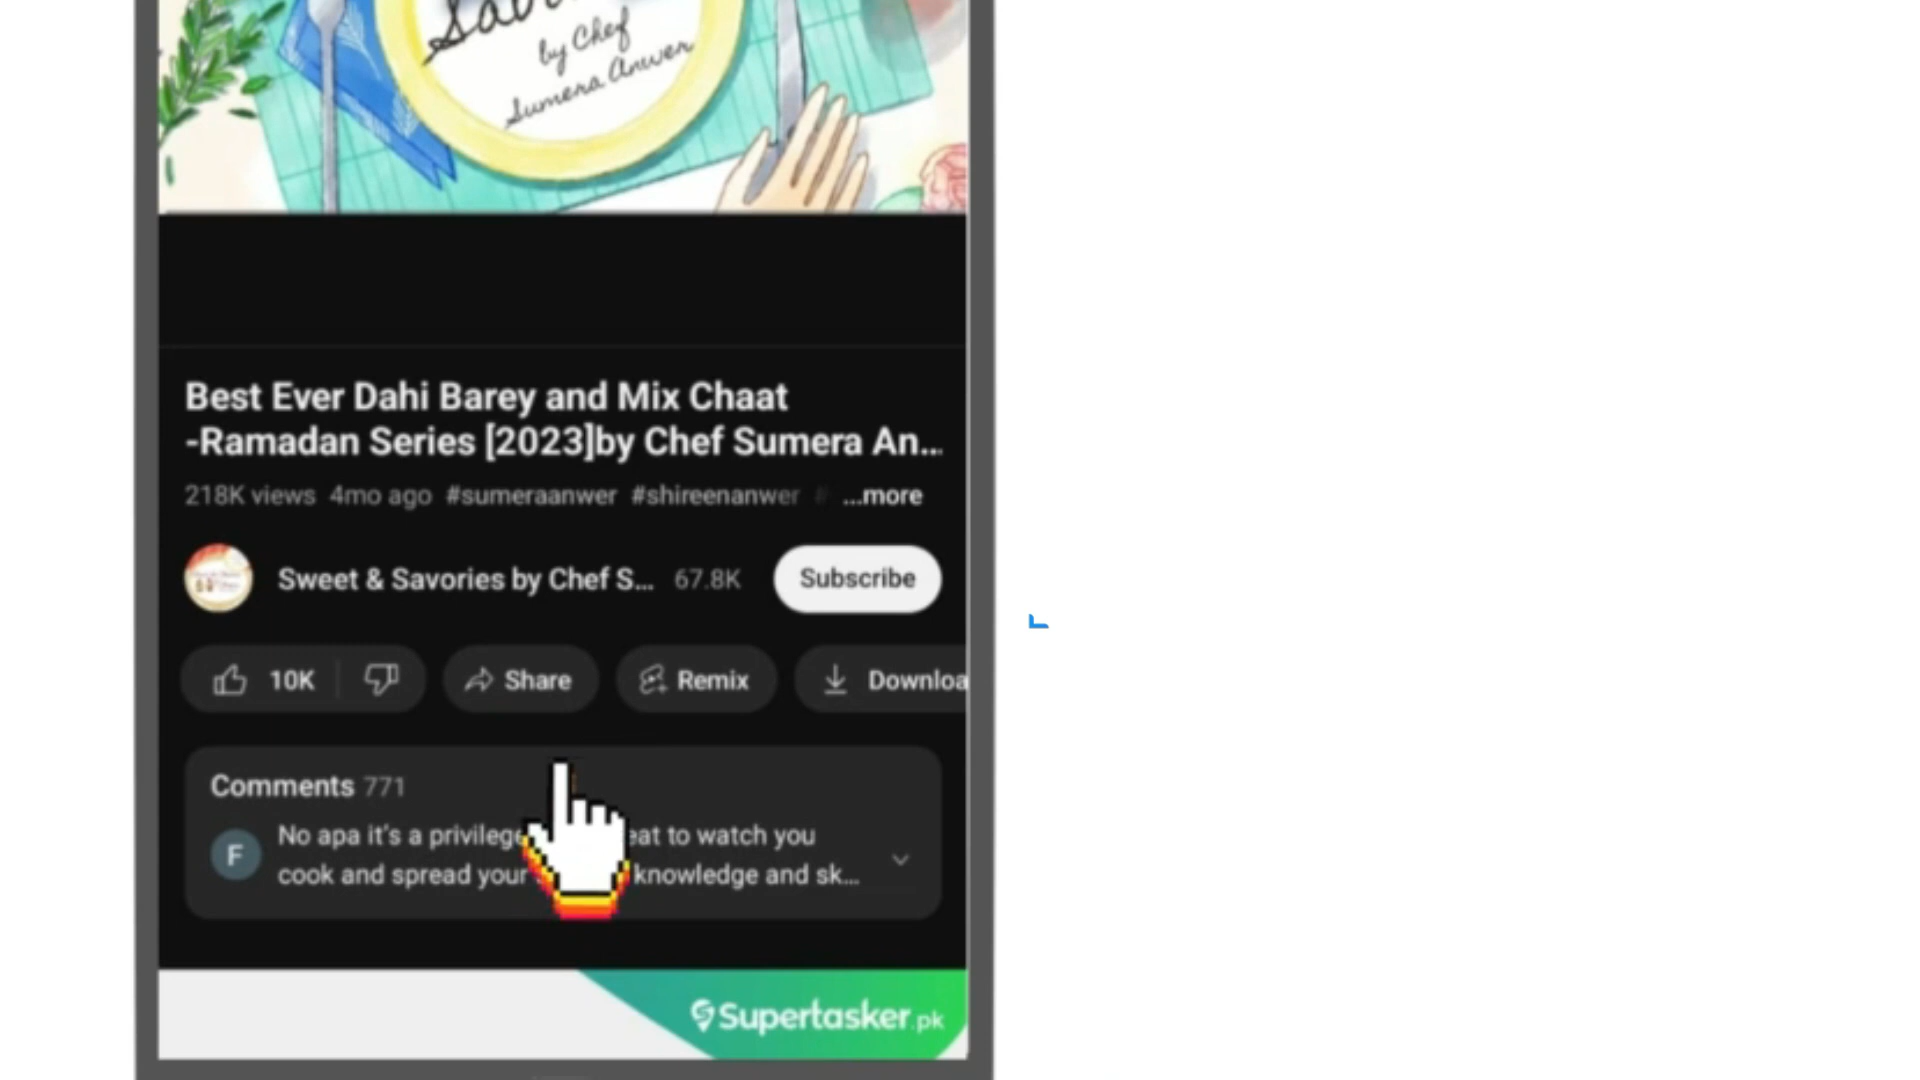 by Chef
Sumera Anwer
Best Ever Dahi Barey and Mix Chaat
-Ramadan Series [2023]by Chef Sumera An...
218K views 4mo ago #sumeraanwer #shireenanwer # ...more
Sweet & Savories by Chef S... 67.8K Subscribe
10K Share Remix Downloa
Comments 771
F
No apa it's a privilege eat to watch you
cook and spread your knowledge and sk...
Supertasker.pk